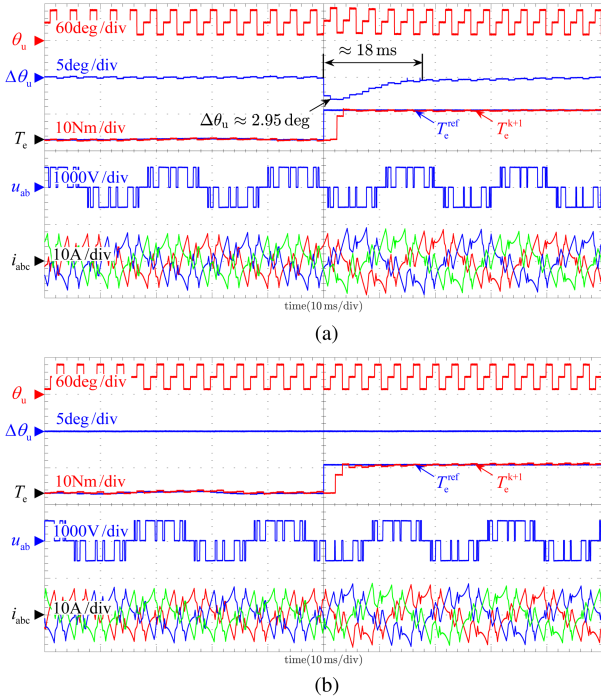 θu 60deg/div
≈ 18 ms
Δθu 5deg/div
Δθu ≈ 2.95 deg
Te 10Nm/div Te^ref Te^k+1
uab 1000V/div
iabc 10A/div
time(10 ms/div)
(a)
θu 60deg/div
Δθu 5deg/div
Te 10Nm/div Te^ref Te^k+1
uab 1000V/div
iabc 10A/div
time(10 ms/div)
(b)